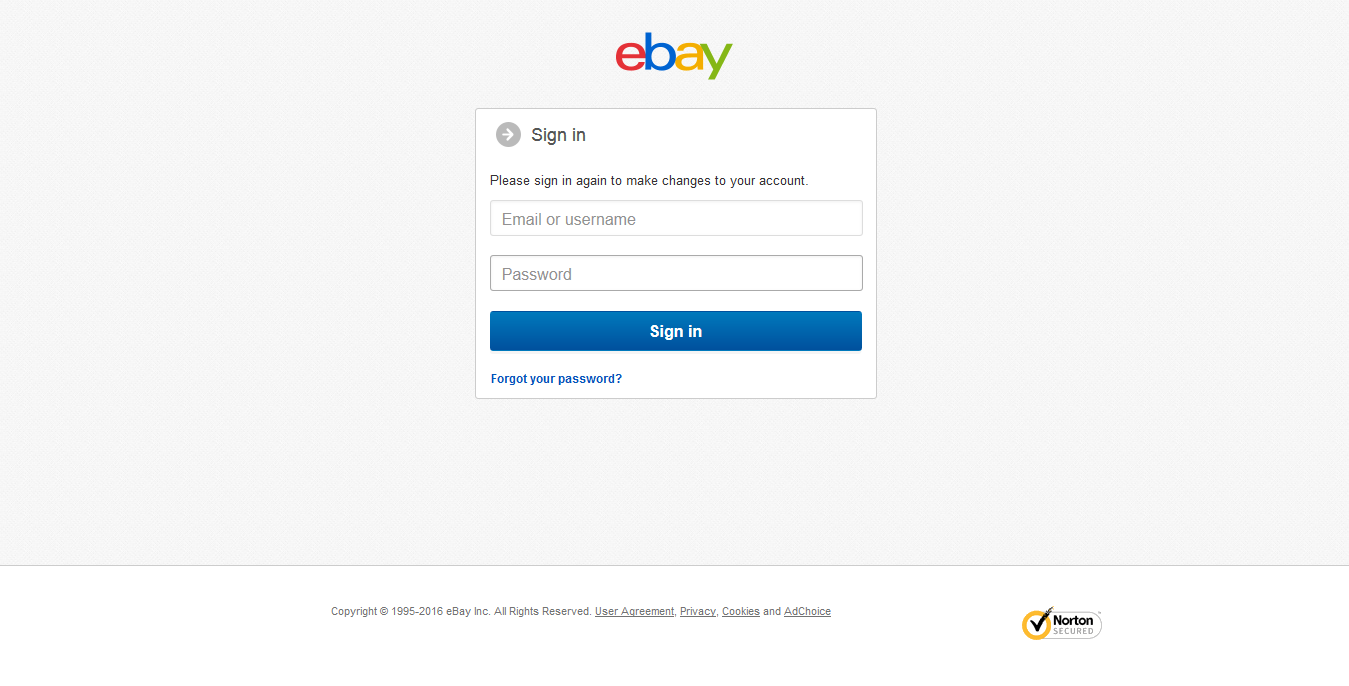 ebay
Sign in
Please sign in again to make changes to your account.
Email or username
Password
Sign in
Forgot your password?
Copyright © 1995-2016 eBay Inc. All Rights Reserved. User Agreement, Privacy, Cookies and AdChoice
Norton
SECURED